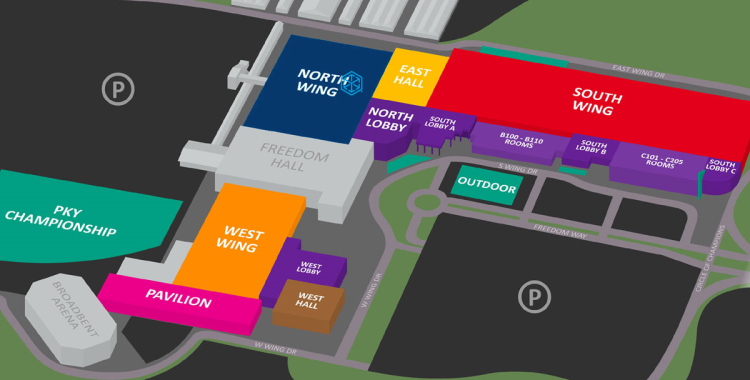 EAST WING DR
P
NORTH
WING
EAST
HALL
SOUTH
WING
NORTH
LOBBY
SOUTH
LOBBY A
B100 - B110
ROOMS
SOUTH
LOBBY B
C101 - C205
ROOMS
SOUTH
LOBBY C
FREEDOM
HALL
S WING DR
OUTDOOR
PKY
CHAMPIONSHIP
WEST
WING
FREEDOM WAY
CIRCLE OF CHAMPIONS
WEST
LOBBY
W WING DR
P
PAVILION
WEST
HALL
BROADBENT
ARENA
W WING DR